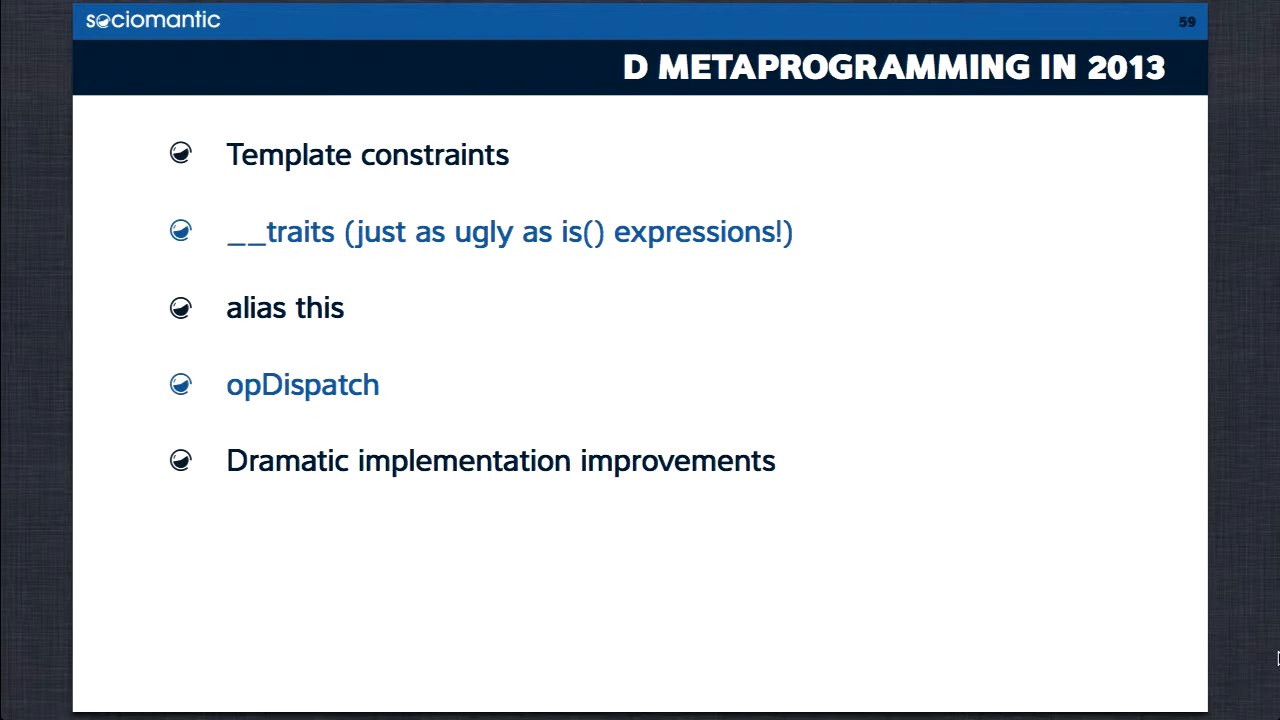 sociomantic
59
D METAPROGRAMMING IN 2013
Template constraints
__traits (just as ugly as is() expressions!)
alias this
opDispatch
Dramatic implementation improvements